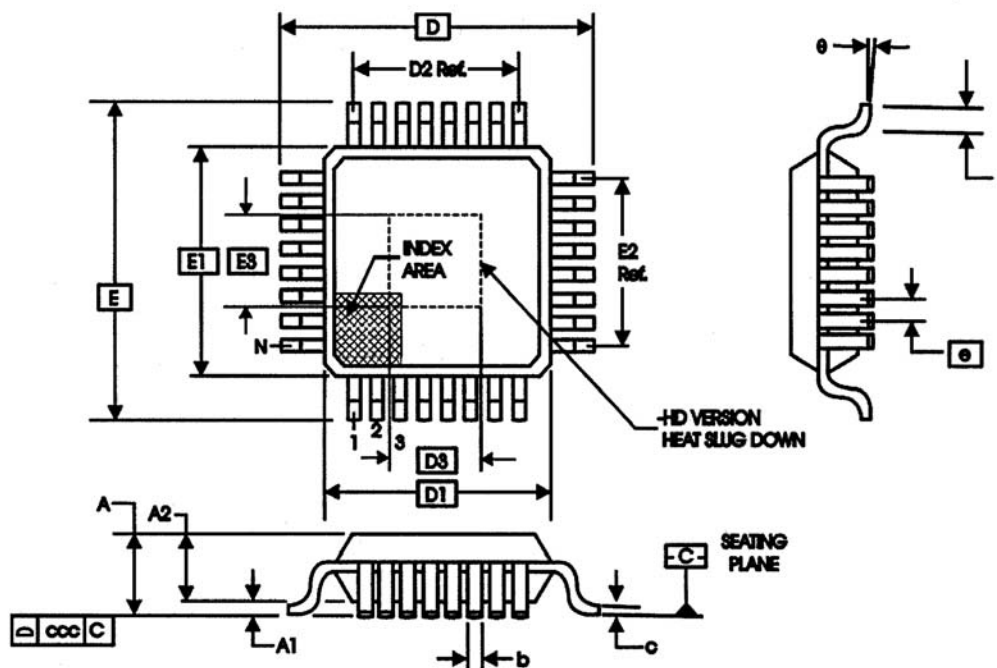 D
D2 Ref.
θ
E1
E3
INDEX
AREA
E2
Ref.
E
N
e
1
2
3
HD VERSION
HEAT SLUG DOWN
D3
D1
A
A2
C
SEATING
PLANE
ccc C
A1
b
c